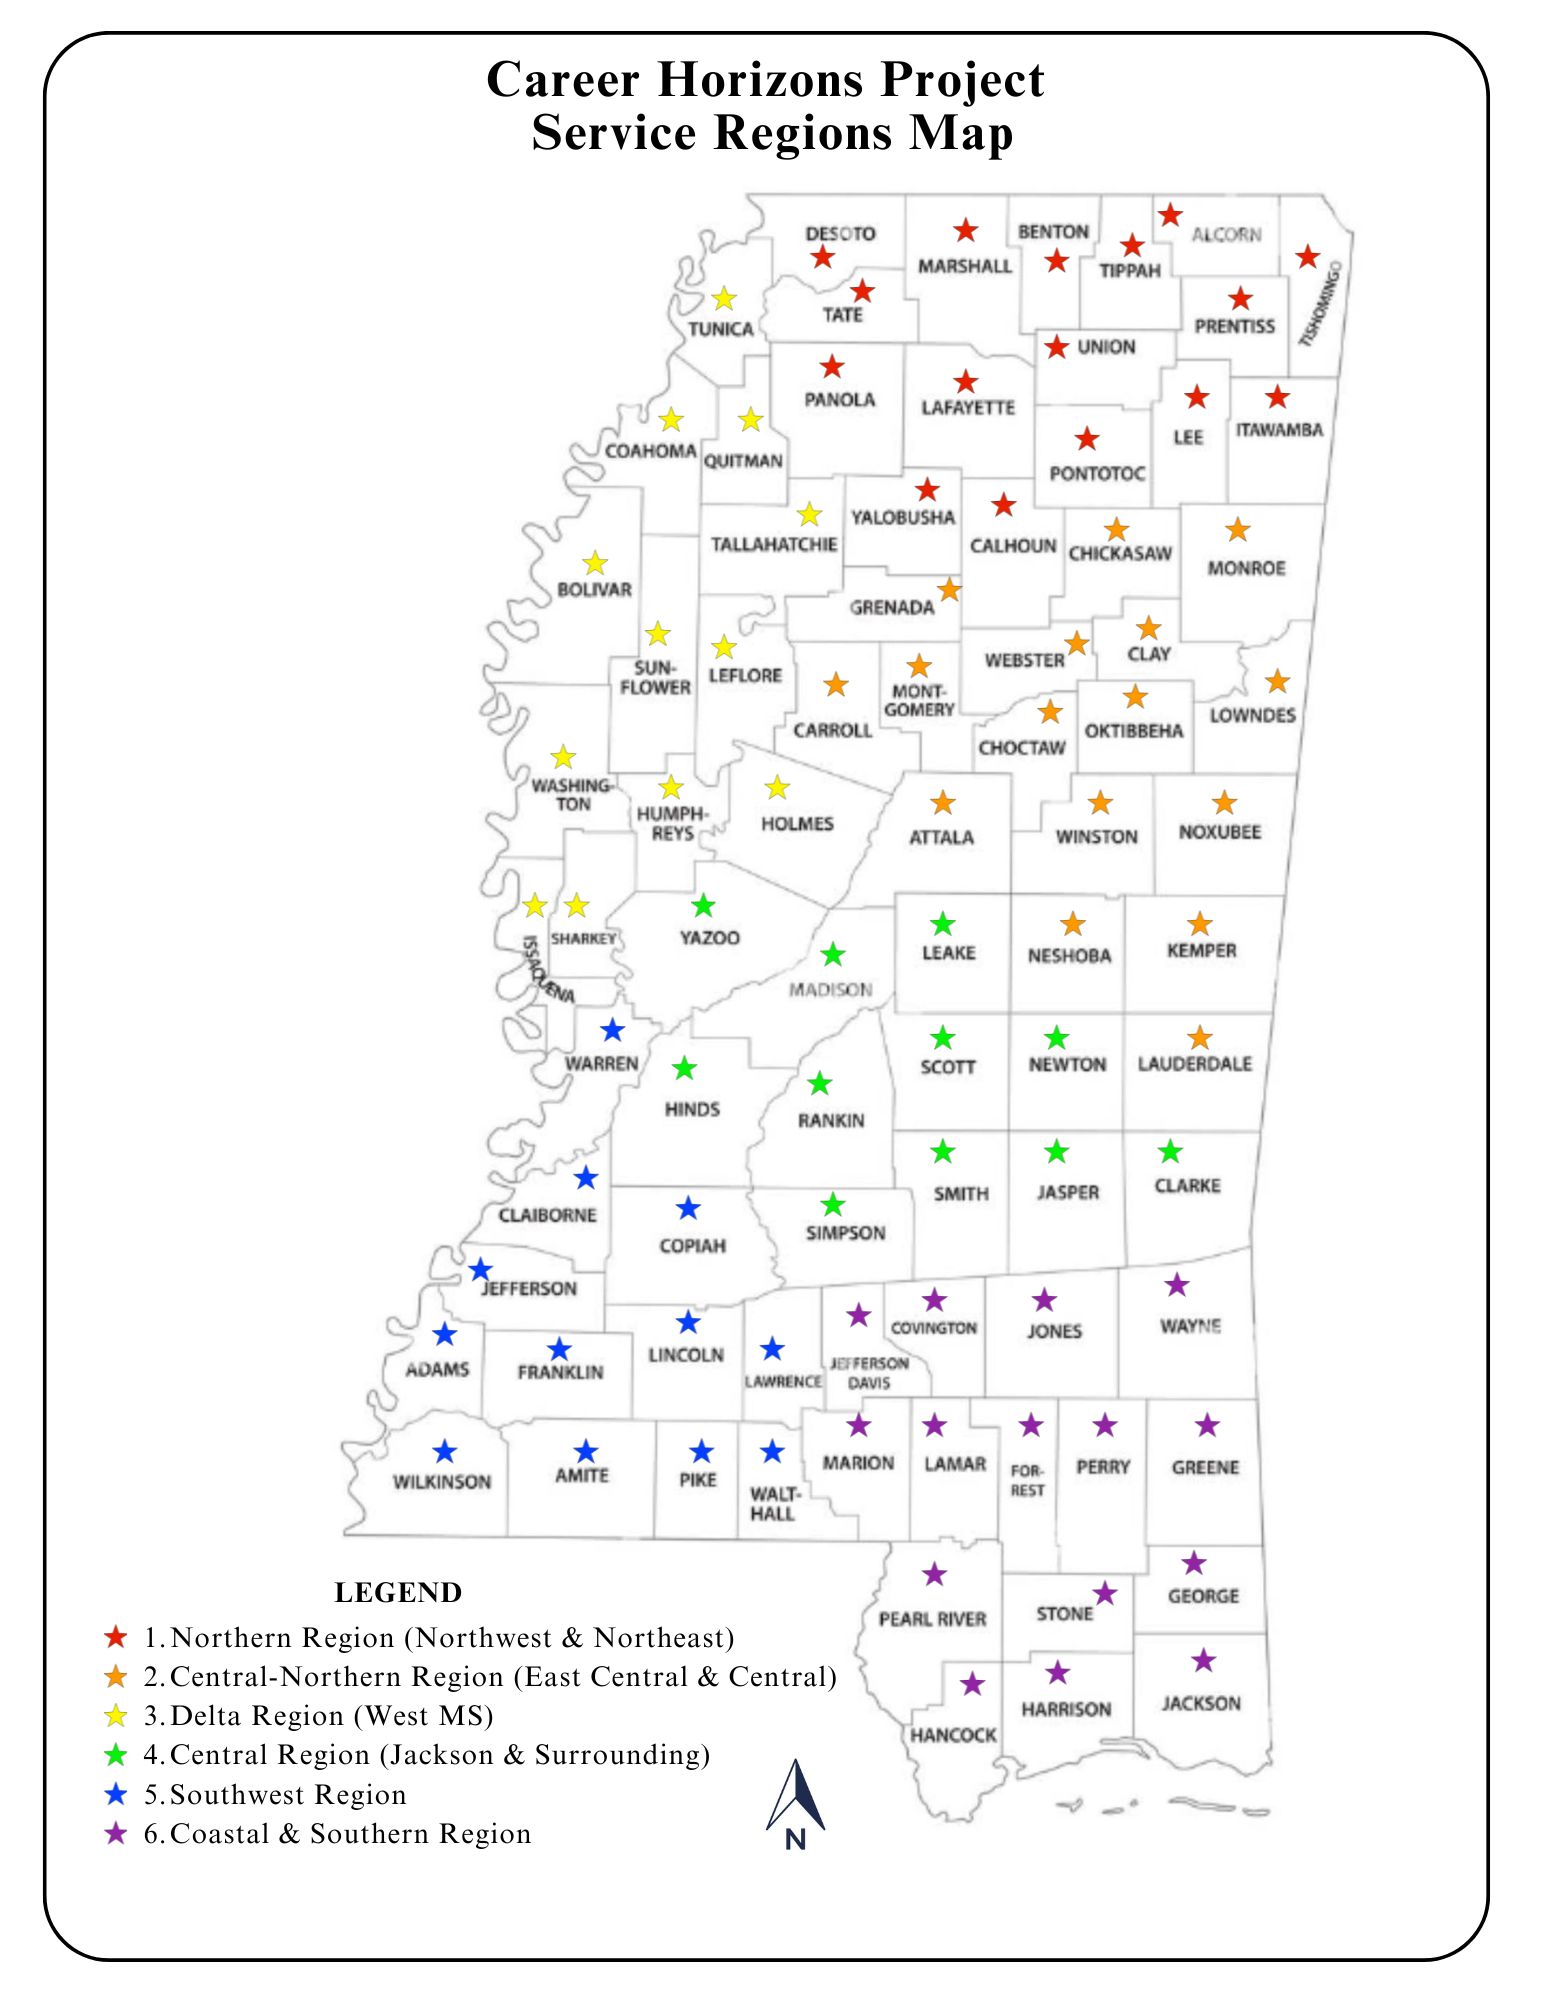 Career Horizons Project
Service Regions Map
DESOTO
MARSHALL
BENTON
TIPPAH
ALCORN
TISHOMINGO
TUNICA
TATE
PRENTISS
UNION
PANOLA
LAFAYETTE
LEE
ITAWAMBA
COAHOMA
QUITMAN
PONTOTOC
YALOBUSHA
TALLAHATCHIE
CALHOUN
CHICKASAW
MONROE
BOLIVAR
GRENADA
SUN-
FLOWER
LEFLORE
WEBSTER
CLAY
MONT-
GOMERY
CARROLL
CHOCTAW
OKTIBBEHA
LOWNDES
WASHING-
TON
HUMPH-
REYS
HOLMES
ATTALA
WINSTON
NOXUBEE
ISSAQUENA
SHARKEY
YAZOO
MADISON
LEAKE
NESHOBA
KEMPER
WARREN
HINDS
RANKIN
SCOTT
NEWTON
LAUDERDALE
CLAIBORNE
COPIAH
SIMPSON
SMITH
JASPER
CLARKE
JEFFERSON
ADAMS
FRANKLIN
LINCOLN
LAWRENCE
JEFFERSON
DAVIS
COVINGTON
JONES
WAYNE
WILKINSON
AMITE
PIKE
WALT-
HALL
MARION
LAMAR
FOR-
REST
PERRY
GREENE
PEARL RIVER
STONE
GEORGE
HANCOCK
HARRISON
JACKSON
LEGEND
1. Northern Region (Northwest & Northeast)
2. Central-Northern Region (East Central & Central)
3. Delta Region (West MS)
4. Central Region (Jackson & Surrounding)
5. Southwest Region
6. Coastal & Southern Region
N